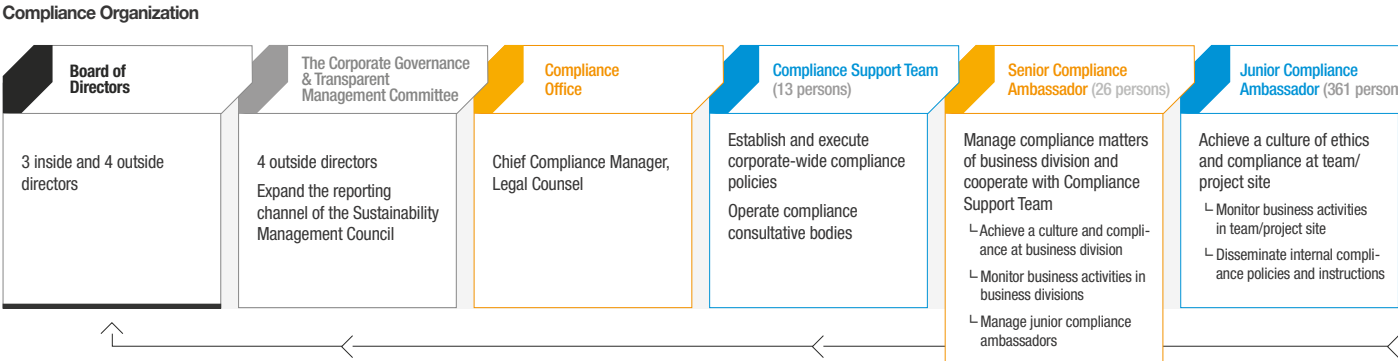 Compliance Organization
Board of
Directors
3 inside and 4 outside
directors
The Corporate Governance
& Transparent
Management Committee
4 outside directors
Expand the reporting
channel of the Sustainability
Management Council
Compliance
Office
Chief Compliance Manager,
Legal Counsel
Compliance Support Team
(13 persons)
Establish and execute
corporate-wide compliance
policies
Operate compliance
consultative bodies
Senior Compliance
Ambassador (26 persons)
Manage compliance matters
of business division and
cooperate with Compliance
Support Team
└ Achieve a culture and compli-
ance at business division
└ Monitor business activities in
business divisions
└ Manage junior compliance
ambassadors
Junior Compliance
Ambassador (361 person
Achieve a culture of ethics
and compliance at team/
project site
└ Monitor business activities
in team/project site
└ Disseminate internal compli-
ance policies and instructions